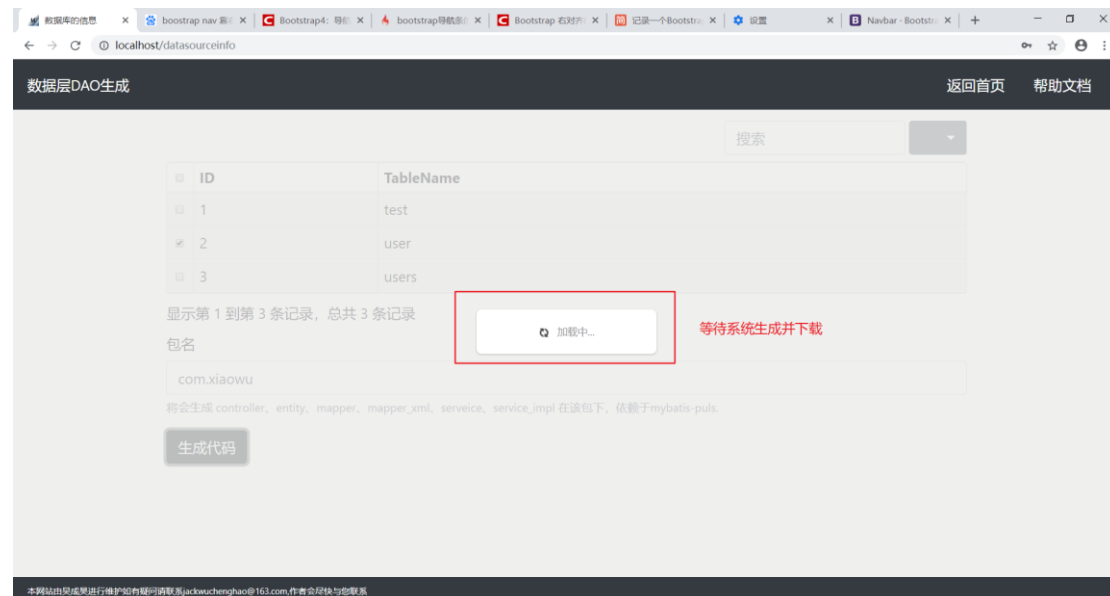 数据库的信息
boostrap nav 靠
Bootstrap4: 导航
bootstrap导航条
Bootstrap 右对齐
记录一个Bootstrap
设置
Navbar · Bootstra
localhost/datasourceinfo
数据层DAO生成
返回首页 帮助文档
搜索
ID TableName
1 test
2 user
3 users
显示第 1 到第 3 条记录，总共 3 条记录
加载中...
等待系统生成并下载
包名
com.xiaowu
将会生成 controller、entity、mapper、mapper_xml、serveice、service_impl 在该包下，依赖于mybatis-puls.
生成代码
本网站由吴成昊进行维护如有疑问请联系jackwuchenghao@163.com,作者会尽快与您联系